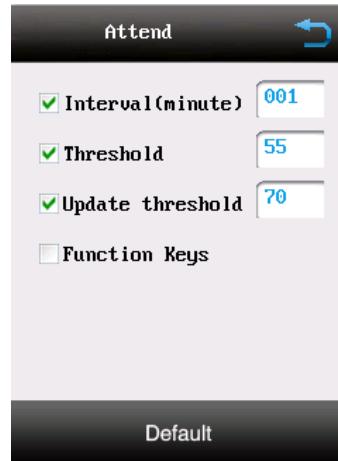 Attend
Interval(minute) 001
Threshold 55
Update threshold 70
Function Keys
Default